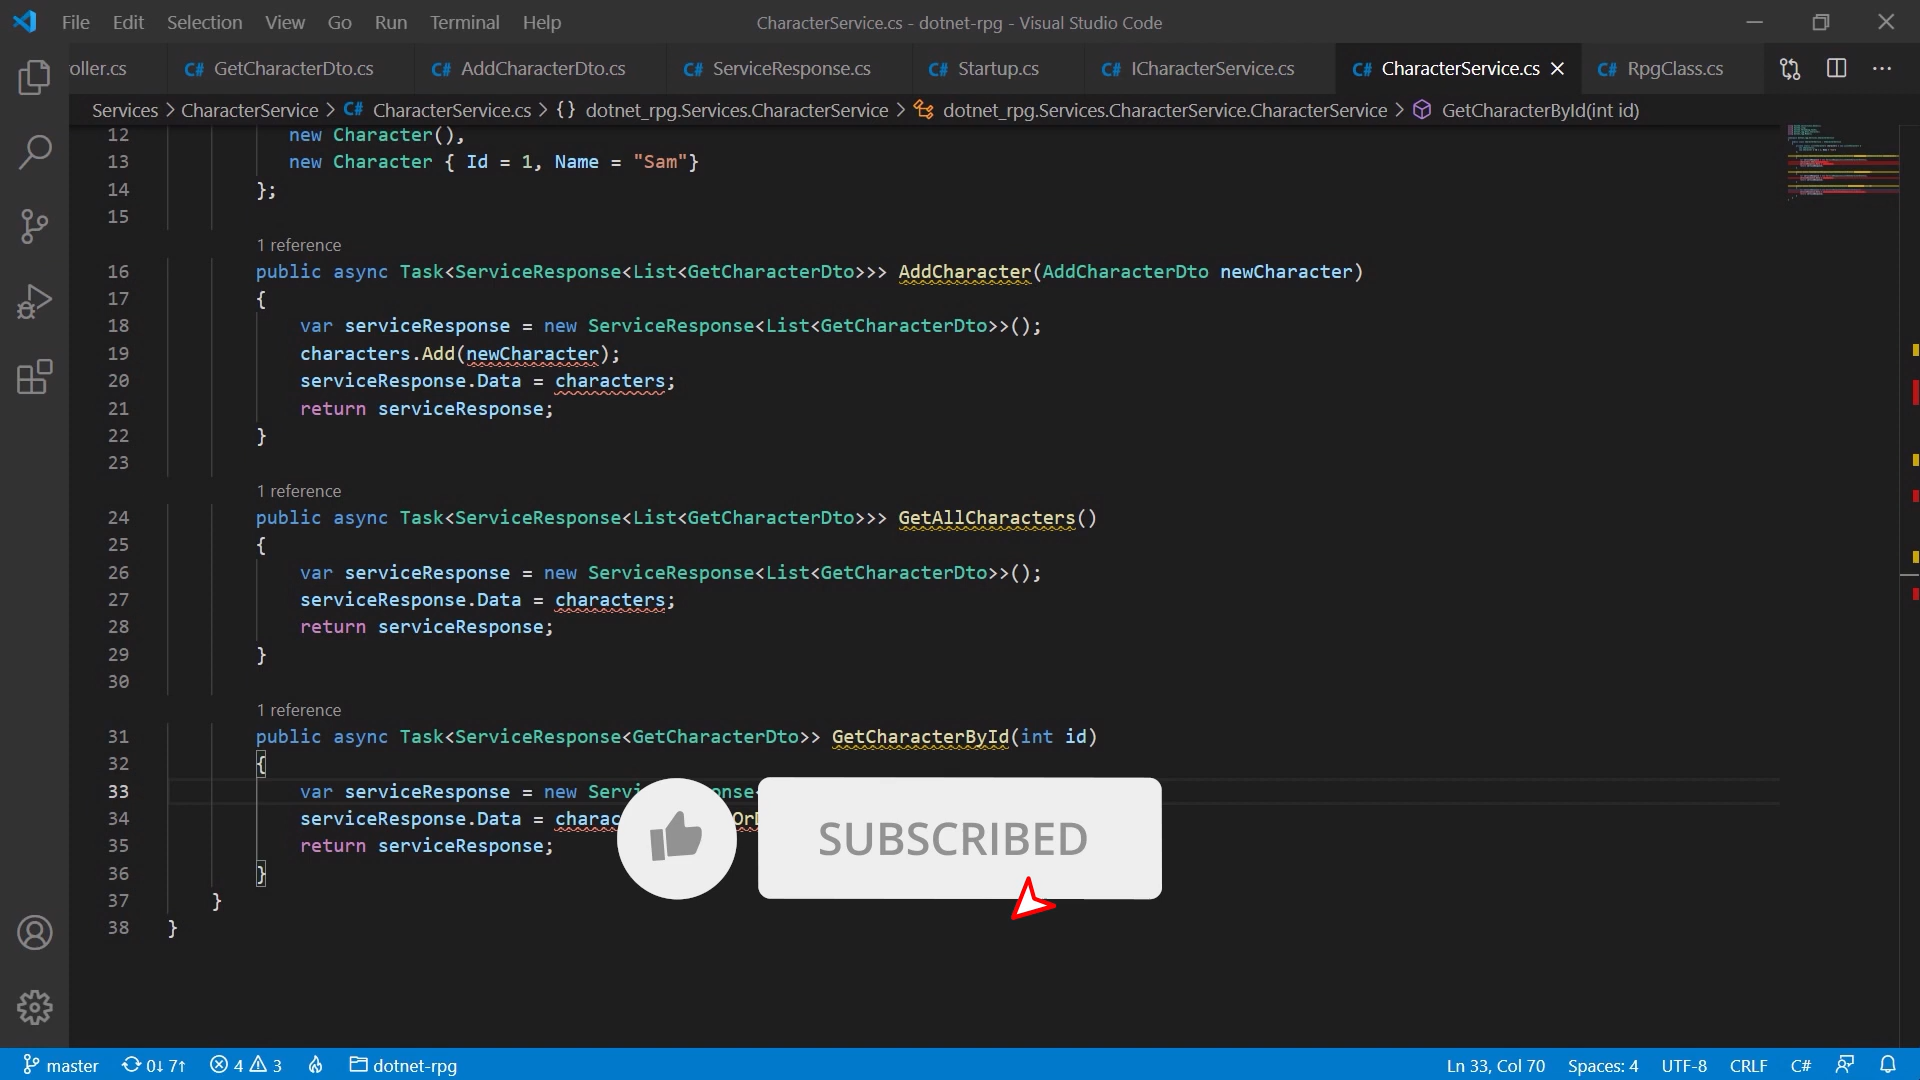 File Edit Selection View Go Run Terminal Help CharacterService.cs - dotnet-rpg - Visual Studio Code
oller.cs C# GetCharacterDto.cs C# AddCharacterDto.cs C# ServiceResponse.cs C# Startup.cs C# ICharacterService.cs C# CharacterService.cs C# RpgClass.cs
Services > CharacterService > C# CharacterService.cs > {} dotnet_rpg.Services.CharacterService > dotnet_rpg.Services.CharacterService.CharacterService > GetCharacterById(int id)
12 new Character(),
13 new Character { Id = 1, Name = "Sam"}
14 };
15
1 reference
16 public async Task<ServiceResponse<List<GetCharacterDto>>> AddCharacter(AddCharacterDto newCharacter)
17 {
18 var serviceResponse = new ServiceResponse<List<GetCharacterDto>>();
19 characters.Add(newCharacter);
20 serviceResponse.Data = characters;
21 return serviceResponse;
22 }
23
1 reference
24 public async Task<ServiceResponse<List<GetCharacterDto>>> GetAllCharacters()
25 {
26 var serviceResponse = new ServiceResponse<List<GetCharacterDto>>();
27 serviceResponse.Data = characters;
28 return serviceResponse;
29 }
30
1 reference
31 public async Task<ServiceResponse<GetCharacterDto>> GetCharacterById(int id)
32 {
33 var serviceResponse = new Serv onse<
34 serviceResponse.Data = charac OrD
SUBSCRIBED
35 return serviceResponse;
36 }
37 }
38 }
master 0↓ 7↑ 4 3 dotnet-rpg Ln 33, Col 70 Spaces: 4 UTF-8 CRLF C#